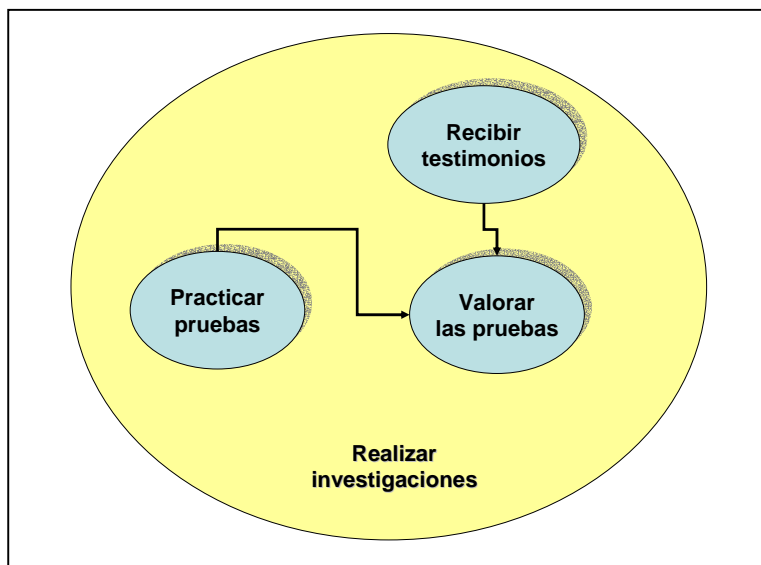 Recibir
testimonios
Practicar
pruebas
Valorar
las pruebas
Realizar
investigaciones